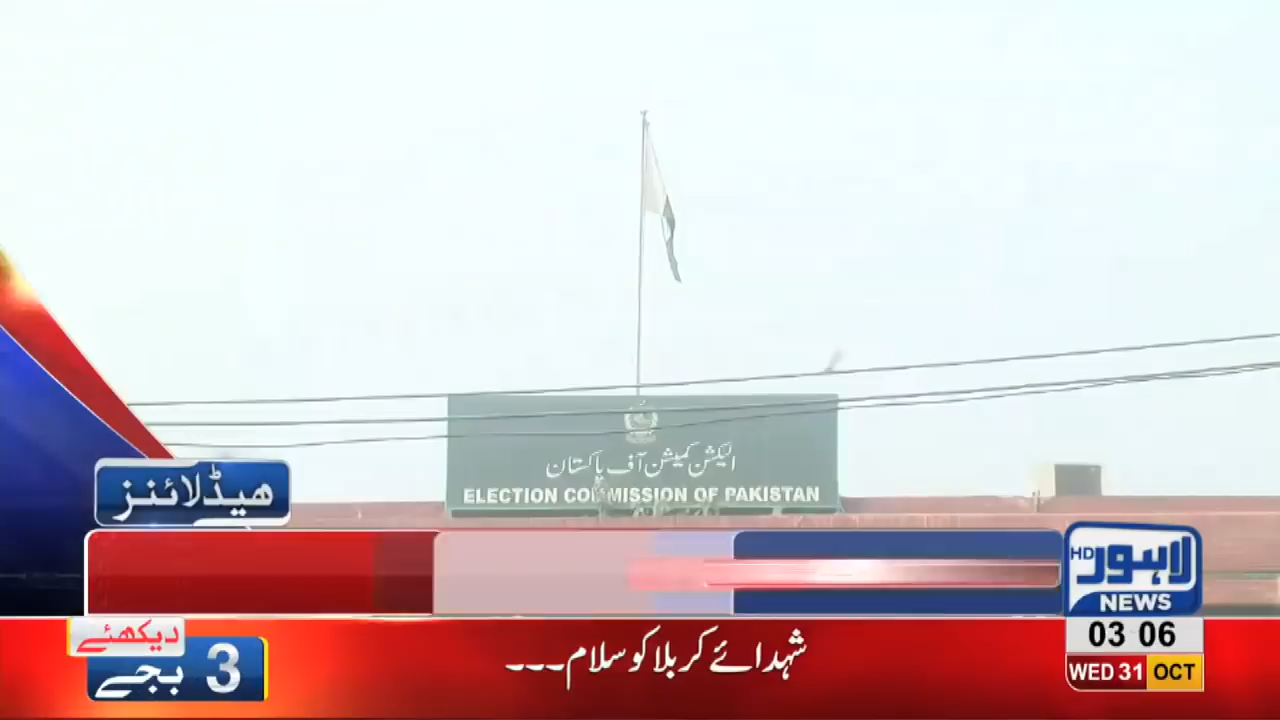 الیکشن کمیشن آف پاکستان
ELECTION COMMISSION OF PAKISTAN
ھیڈلائنز
HD لاہور
NEWS
03 06
WED 31 OCT
دیکھئے
3 بجے
شہدائے کربلا کو سلام۔۔۔